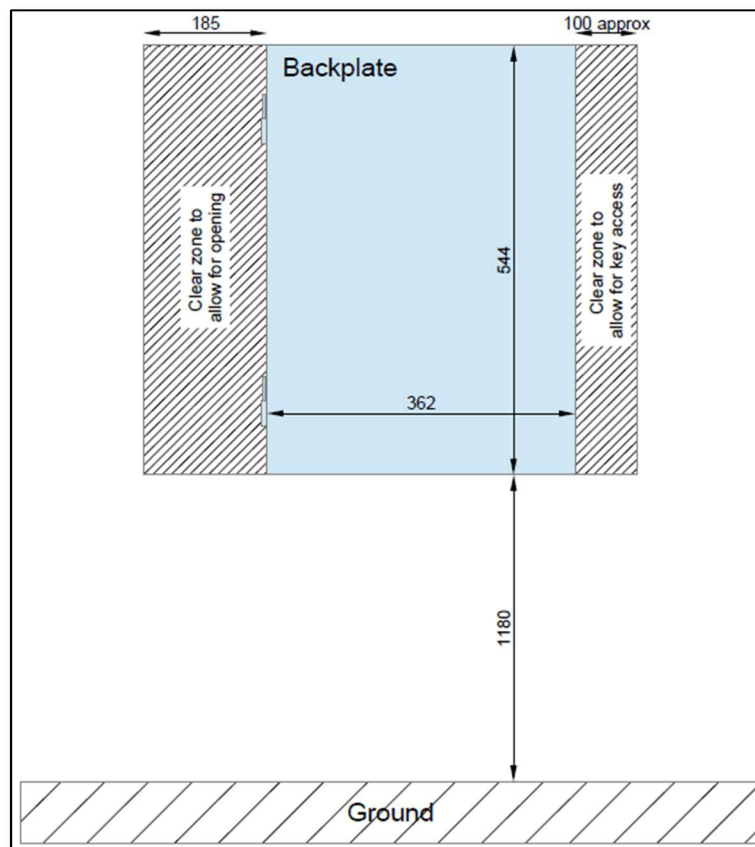 185
100 approx
Backplate
Clear zone to
allow for opening
544
Clear zone to
allow for key access
362
1180
Ground